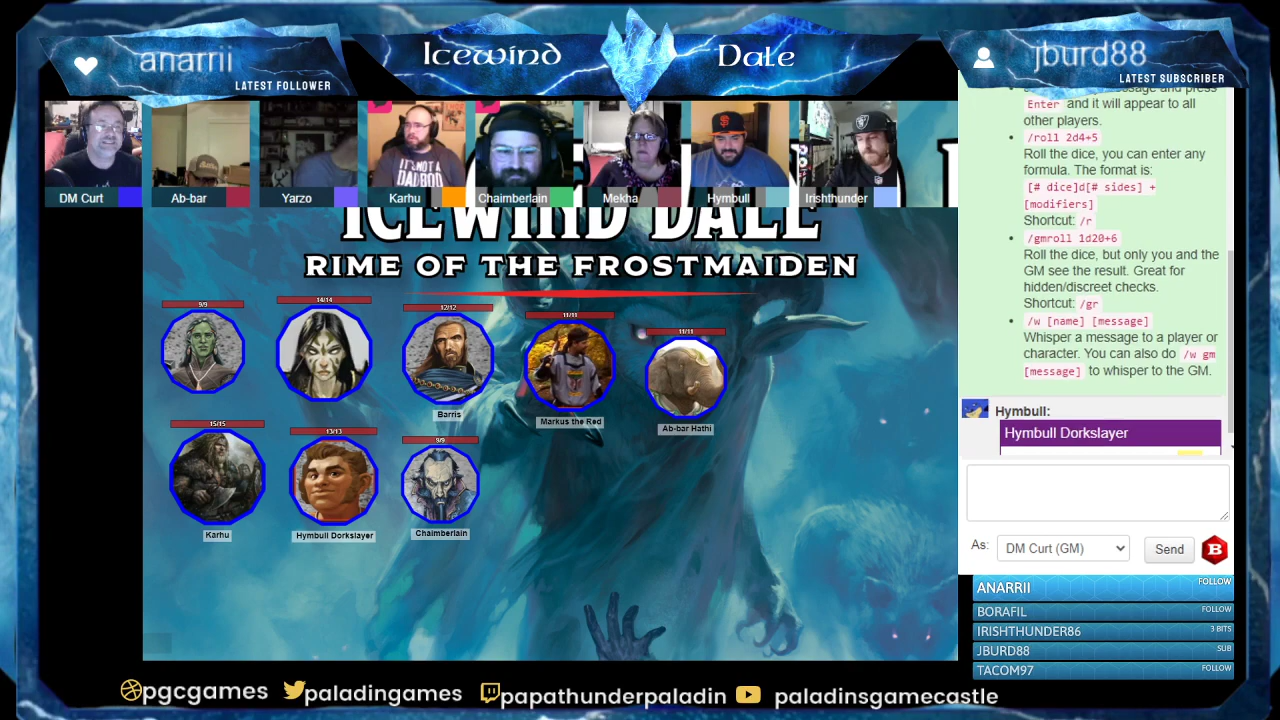 anarrii
LATEST FOLLOWER
Icewind Dale
jburd88
LATEST SUBSCRIBER
DM Curt
Ab-bar
Yarzo
Karhu
Chaimberlain
Mekha
Hymbull
Irishthunder
IT'S NOT A
DAD BOD
ICEWIND DALE
RIME OF THE FROSTMAIDEN
9/9
14/14
12/12
11/11
11/11
Barris
Markus the Red
Ab-bar Hathi
15/15
13/13
9/9
Karhu
Hymbull Dorkslayer
Chaimberlain
message and press
Enter and it will appear to all
other players.
/roll 2d4+5
Roll the dice, you can enter any
formula. The format is:
[# dice]d[# sides] +
[modifiers]
Shortcut: /r
/gmroll 1d20+6
Roll the dice, but only you and the
GM see the result. Great for
hidden/discreet checks.
Shortcut: /gr
/w [name] [message]
Whisper a message to a player or
character. You can also do /w gm
[message] to whisper to the GM.
Hymbull:
Hymbull Dorkslayer
As: DM Curt (GM) Send B
ANARRII FOLLOW
BORAFIL FOLLOW
IRISHTHUNDER86 3 BITS
JBURD88 SUB
TACOM97 FOLLOW
pgcgames paladingames papathunderpaladin paladinsgamecastle